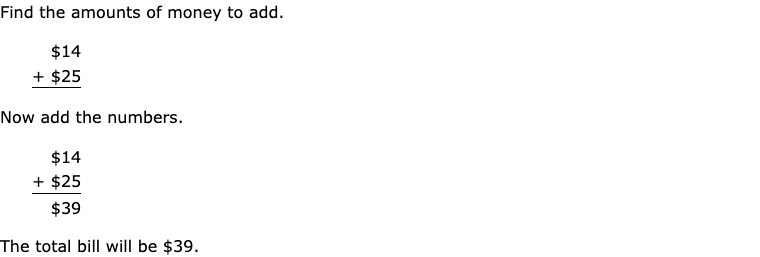 Find the amounts of money to add.
$14
+ $25
Now add the numbers.
$14
+ $25
$39
The total bill will be $39.